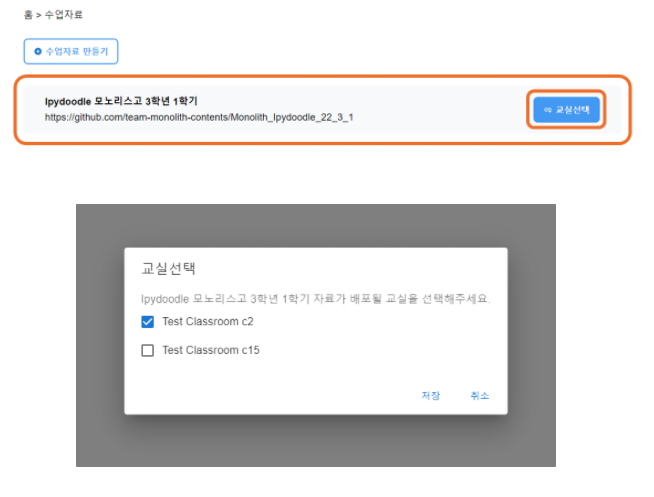 홈 > 수업자료
수업자료 만들기
Ipydoodle 모노리스고 3학년 1학기
https://github.com/team-monolith-contents/Monolith_Ipydoodle_22_3_1
교실선택
교실선택
Ipydoodle 모노리스고 3학년 1학기 자료가 배포될 교실을 선택해주세요.
Test Classroom c2
Test Classroom c15
저장 취소